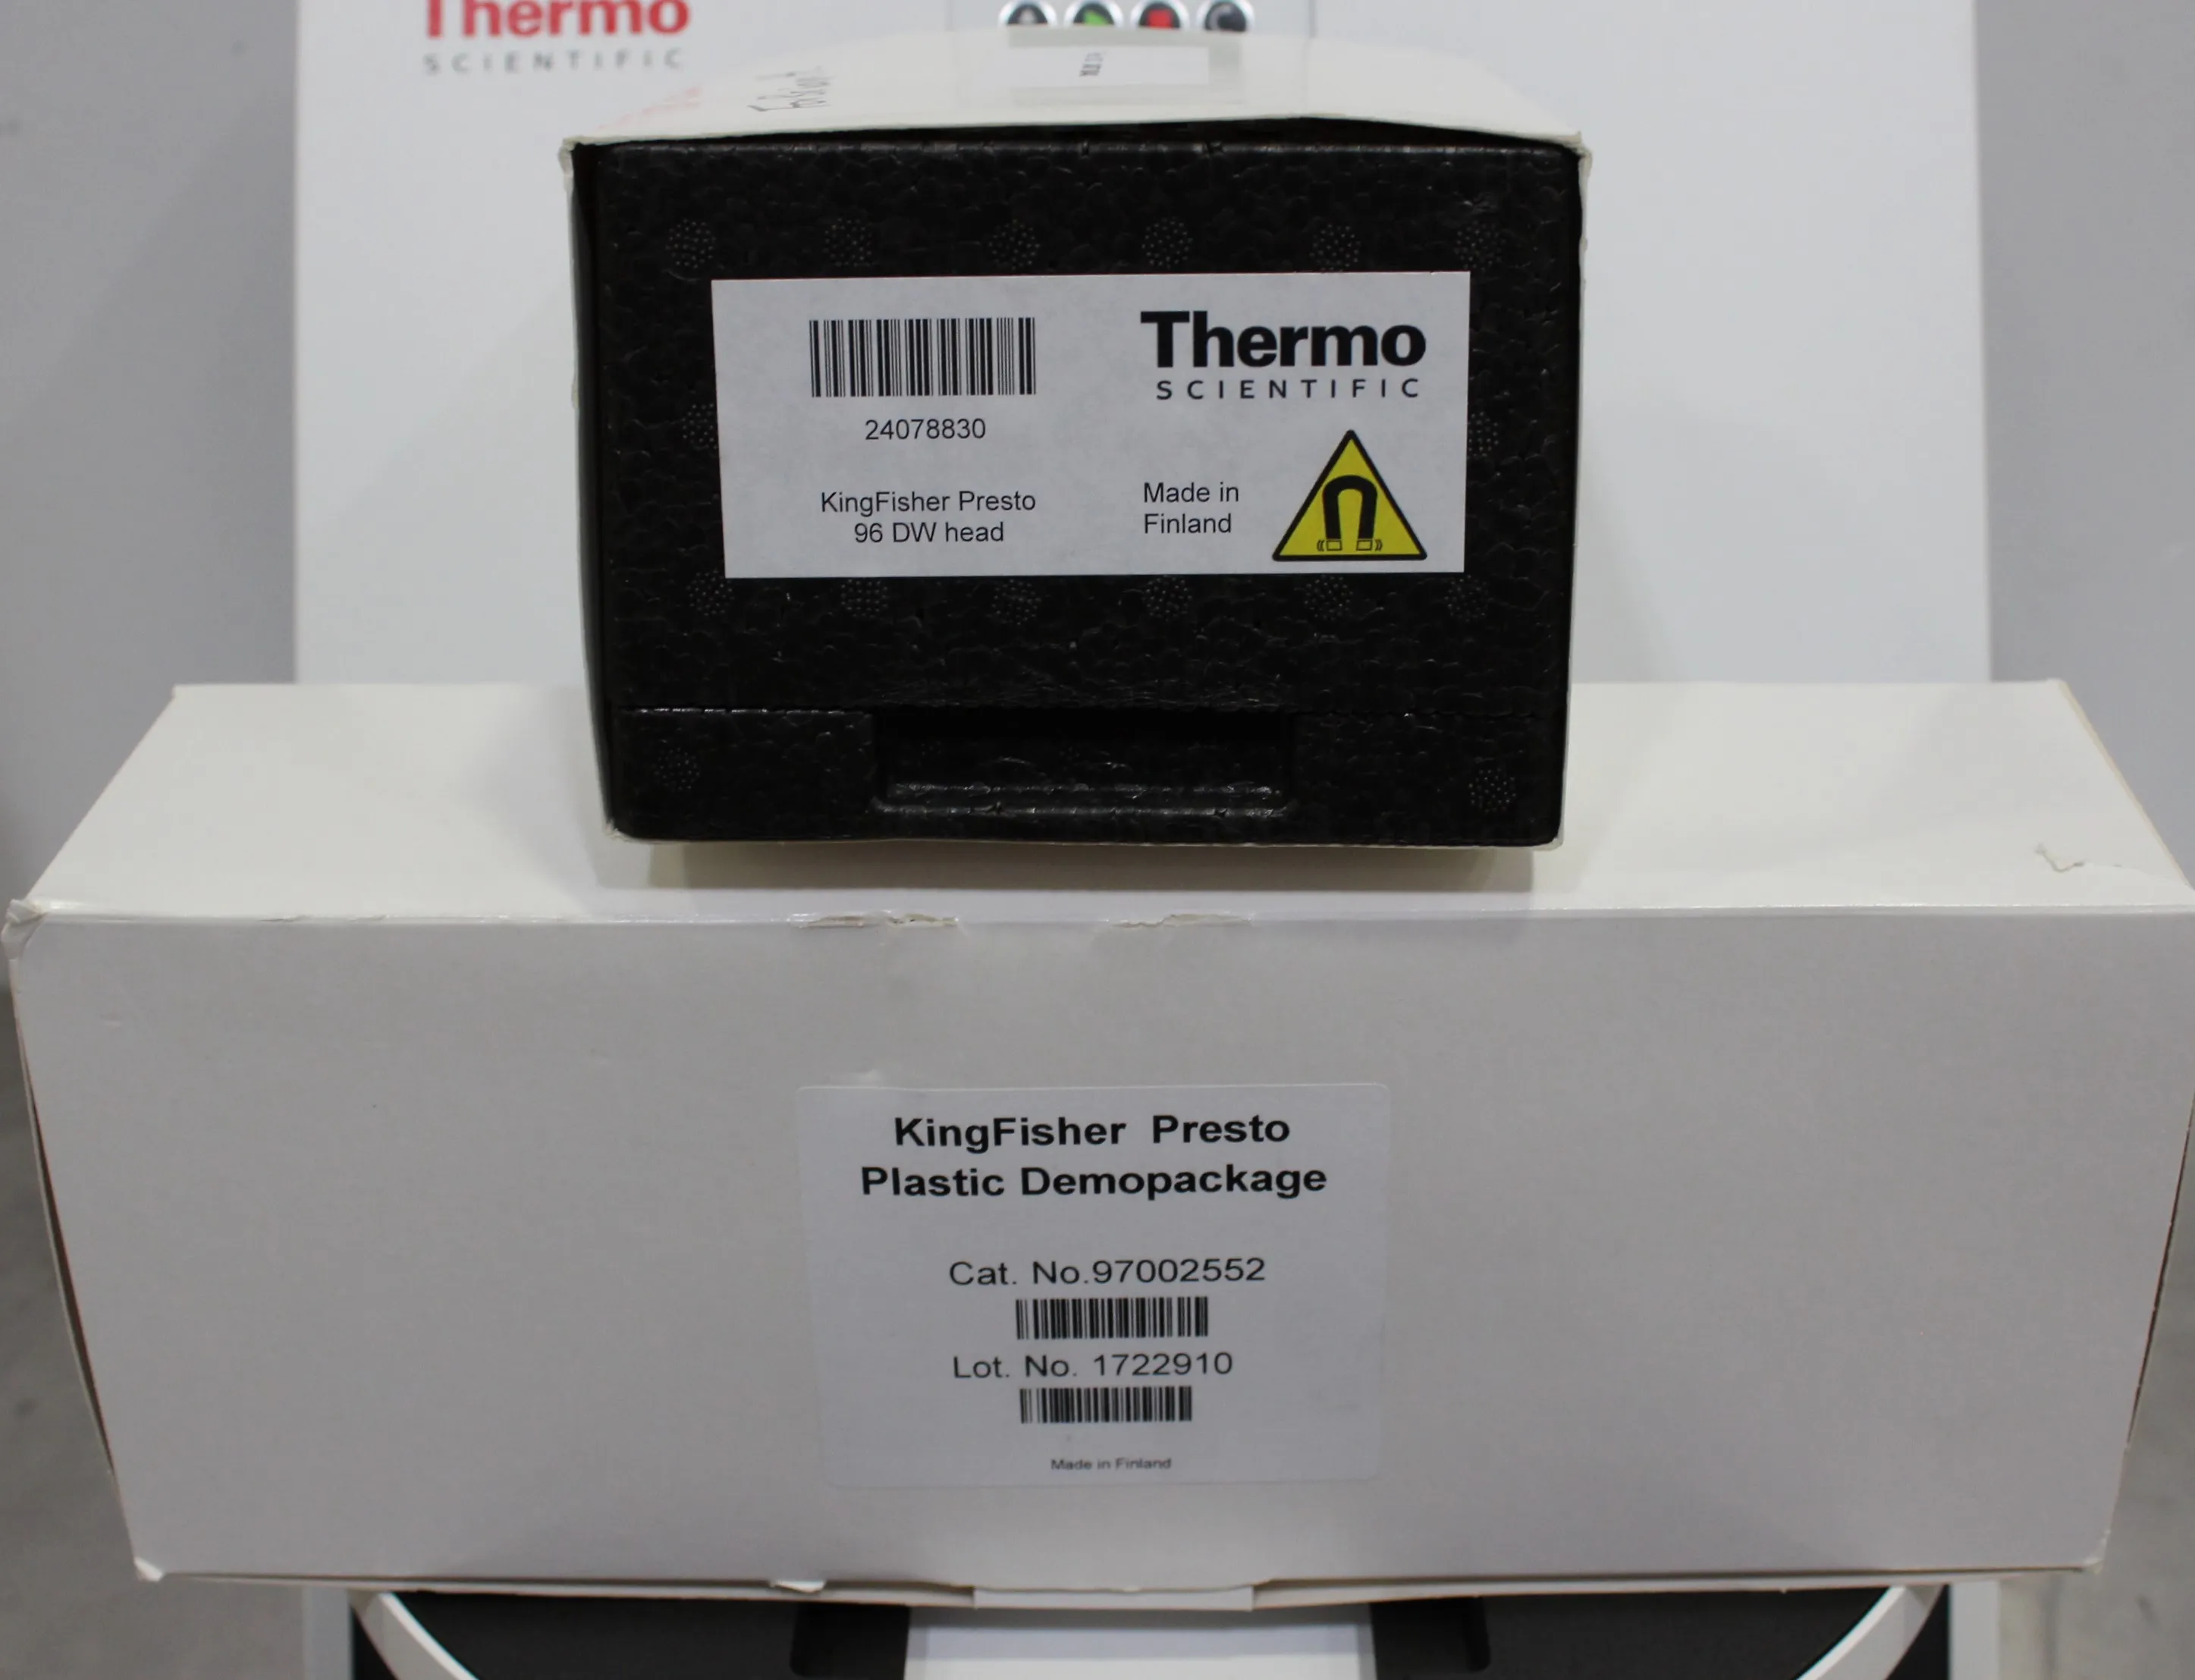 Thermo
SCIENTIFIC
24078830
KingFisher Presto
96 DW head
Thermo
SCIENTIFIC
Made in
Finland
KingFisher Presto
Plastic Demopackage
Cat. No.97002552
Lot. No. 1722910
Made in Finland